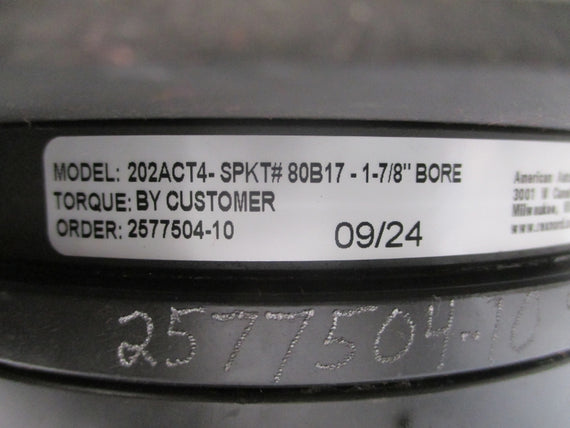 MODEL: 202ACT4- SPKT# 80B17 - 1-7/8" BORE
TORQUE: BY CUSTOMER
ORDER: 2577504-10
09/24
American
3001 W
Milwaukee,
2577504-10